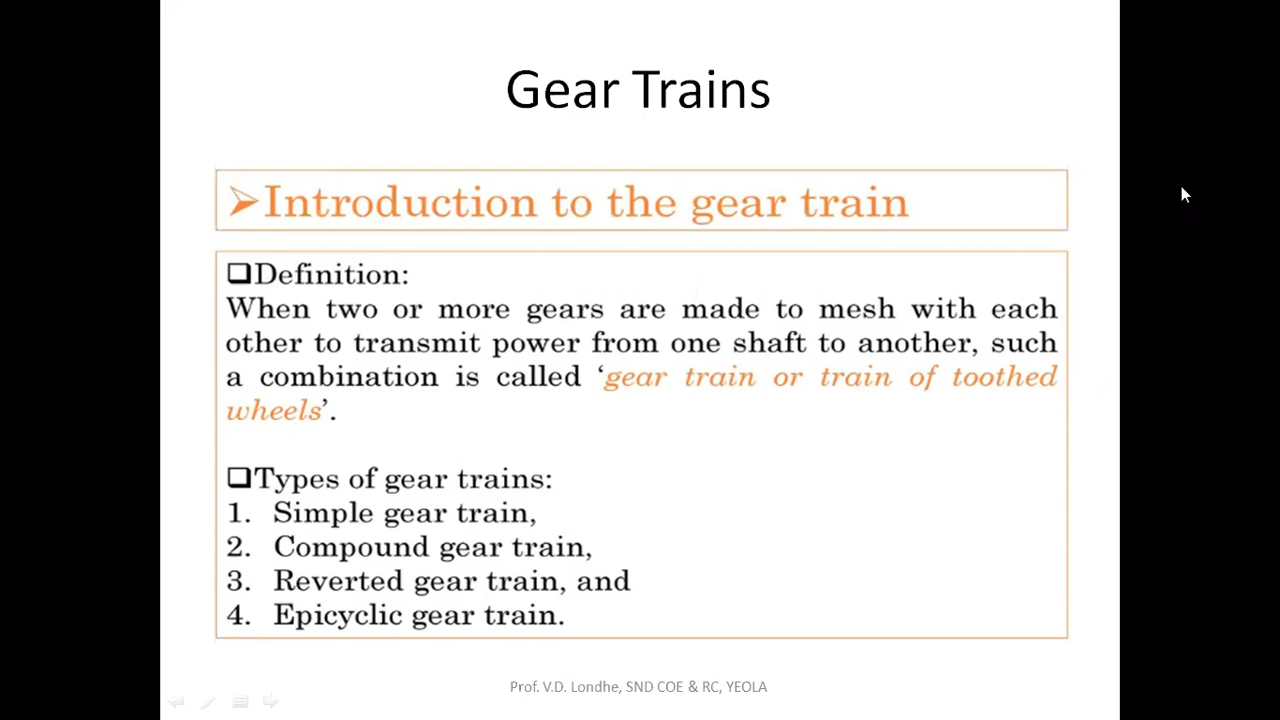 Gear Trains
➢Introduction to the gear train
❑Definition:
When two or more gears are made to mesh with each
other to transmit power from one shaft to another, such
a combination is called ‘gear train or train of toothed
wheels’.
❑Types of gear trains:
1. Simple gear train,
2. Compound gear train,
3. Reverted gear train, and
4. Epicyclic gear train.
Prof. V.D. Londhe, SND COE & RC, YEOLA